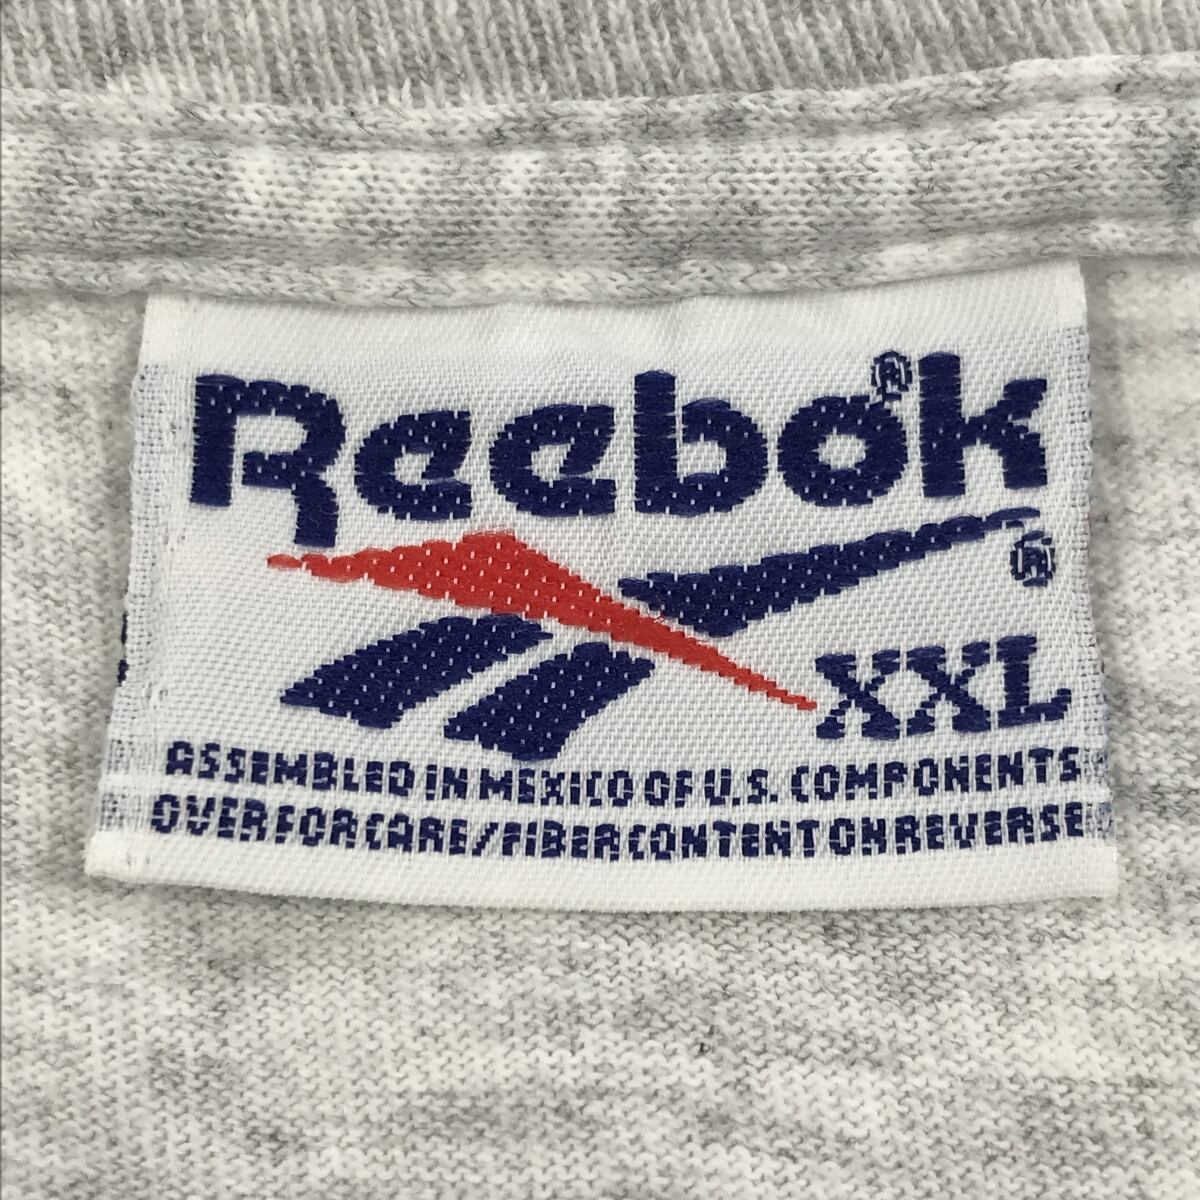 Reebok®
®
XXL
ASSEMBLED IN MEXICO OF U.S. COMPONENTS
OVER FOR CARE/FIBER CONTENT ON REVERSE